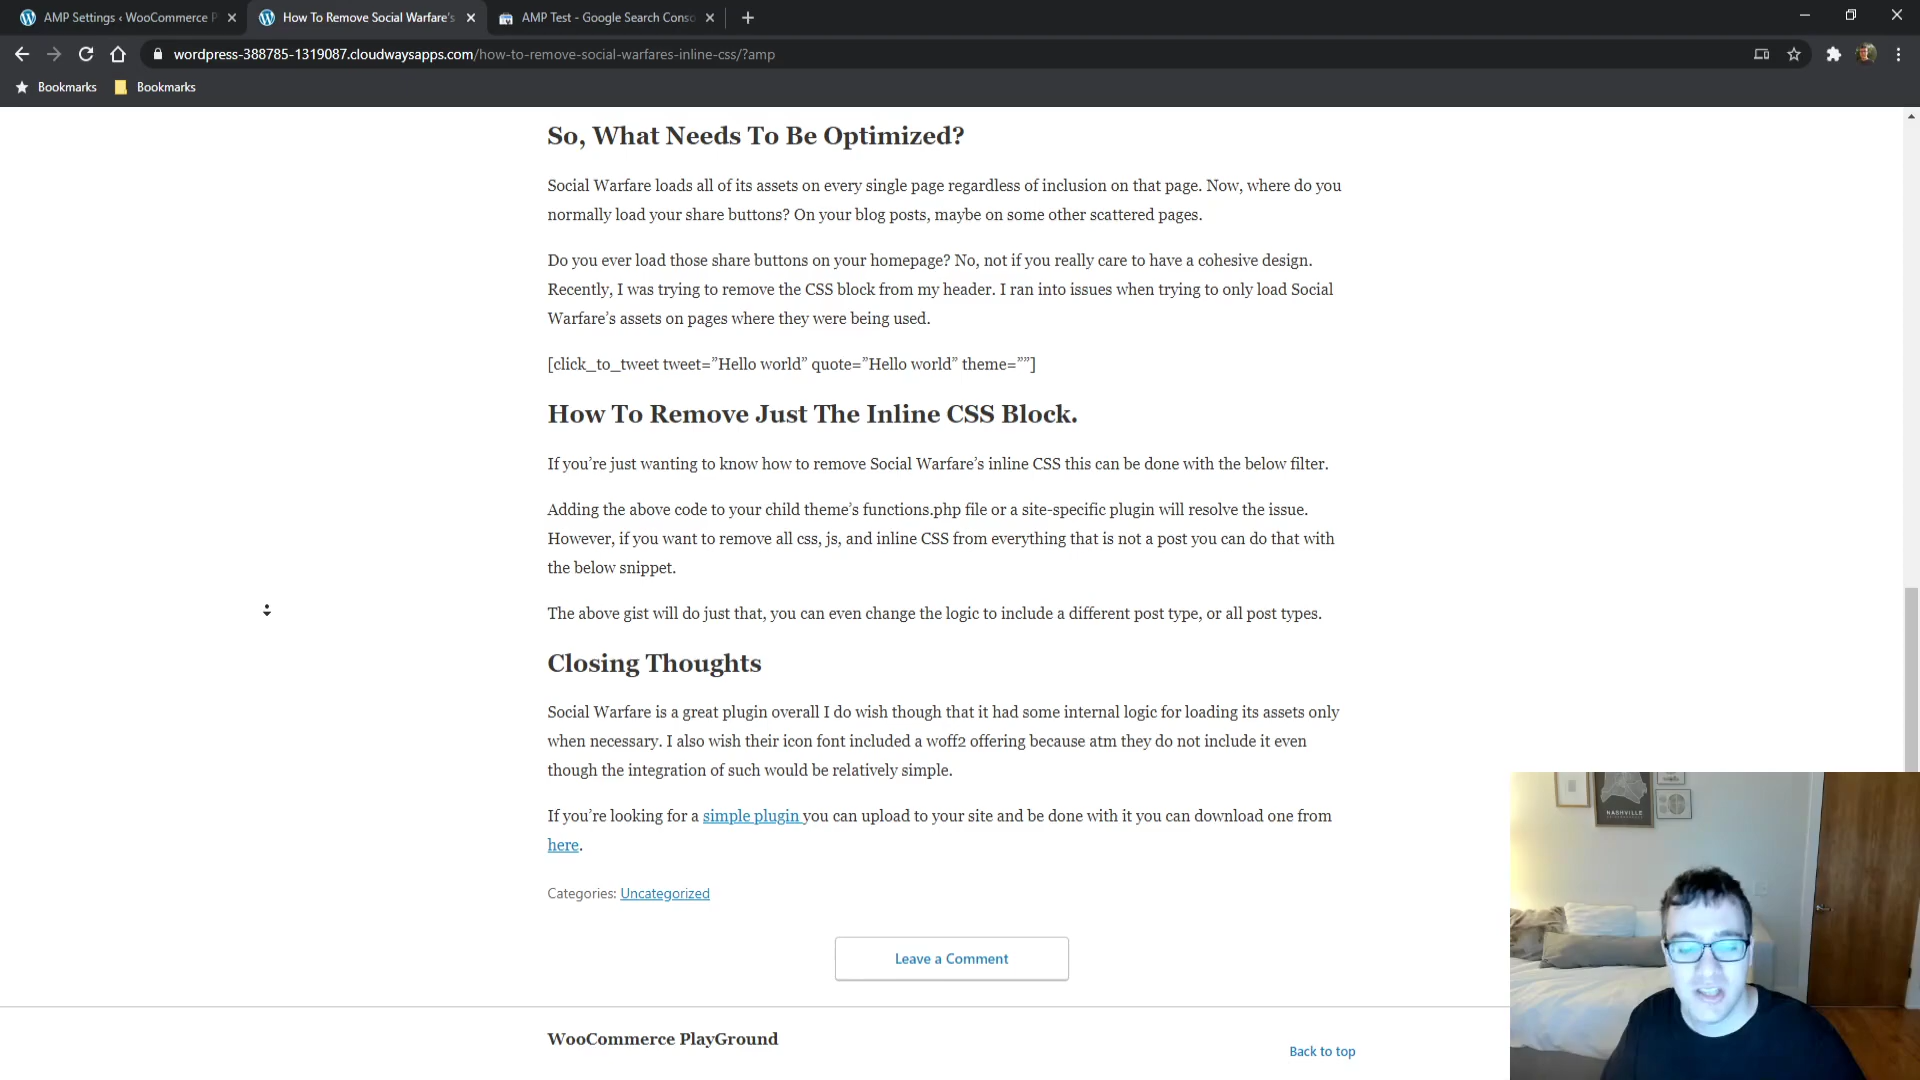 AMP Settings ‹ WooCommerce P
How To Remove Social Warfare's
AMP Test - Google Search Conso
wordpress-388785-1319087.cloudwaysapps.com/how-to-remove-social-warfares-inline-css/?amp
Bookmarks
Bookmarks
So, What Needs To Be Optimized?
Social Warfare loads all of its assets on every single page regardless of inclusion on that page. Now, where do you
normally load your share buttons? On your blog posts, maybe on some other scattered pages.
Do you ever load those share buttons on your homepage? No, not if you really care to have a cohesive design.
Recently, I was trying to remove the CSS block from my header. I ran into issues when trying to only load Social
Warfare’s assets on pages where they were being used.
[click_to_tweet tweet=”Hello world” quote=”Hello world” theme=””]
How To Remove Just The Inline CSS Block.
If you’re just wanting to know how to remove Social Warfare’s inline CSS this can be done with the below filter.
Adding the above code to your child theme’s functions.php file or a site-specific plugin will resolve the issue.
However, if you want to remove all css, js, and inline CSS from everything that is not a post you can do that with
the below snippet.
The above gist will do just that, you can even change the logic to include a different post type, or all post types.
Closing Thoughts
Social Warfare is a great plugin overall I do wish though that it had some internal logic for loading its assets only
when necessary. I also wish their icon font included a woff2 offering because atm they do not include it even
though the integration of such would be relatively simple.
If you’re looking for a simple plugin you can upload to your site and be done with it you can download one from
here.
Categories: Uncategorized
Leave a Comment
WooCommerce PlayGround
Back to top
NASHVILLE